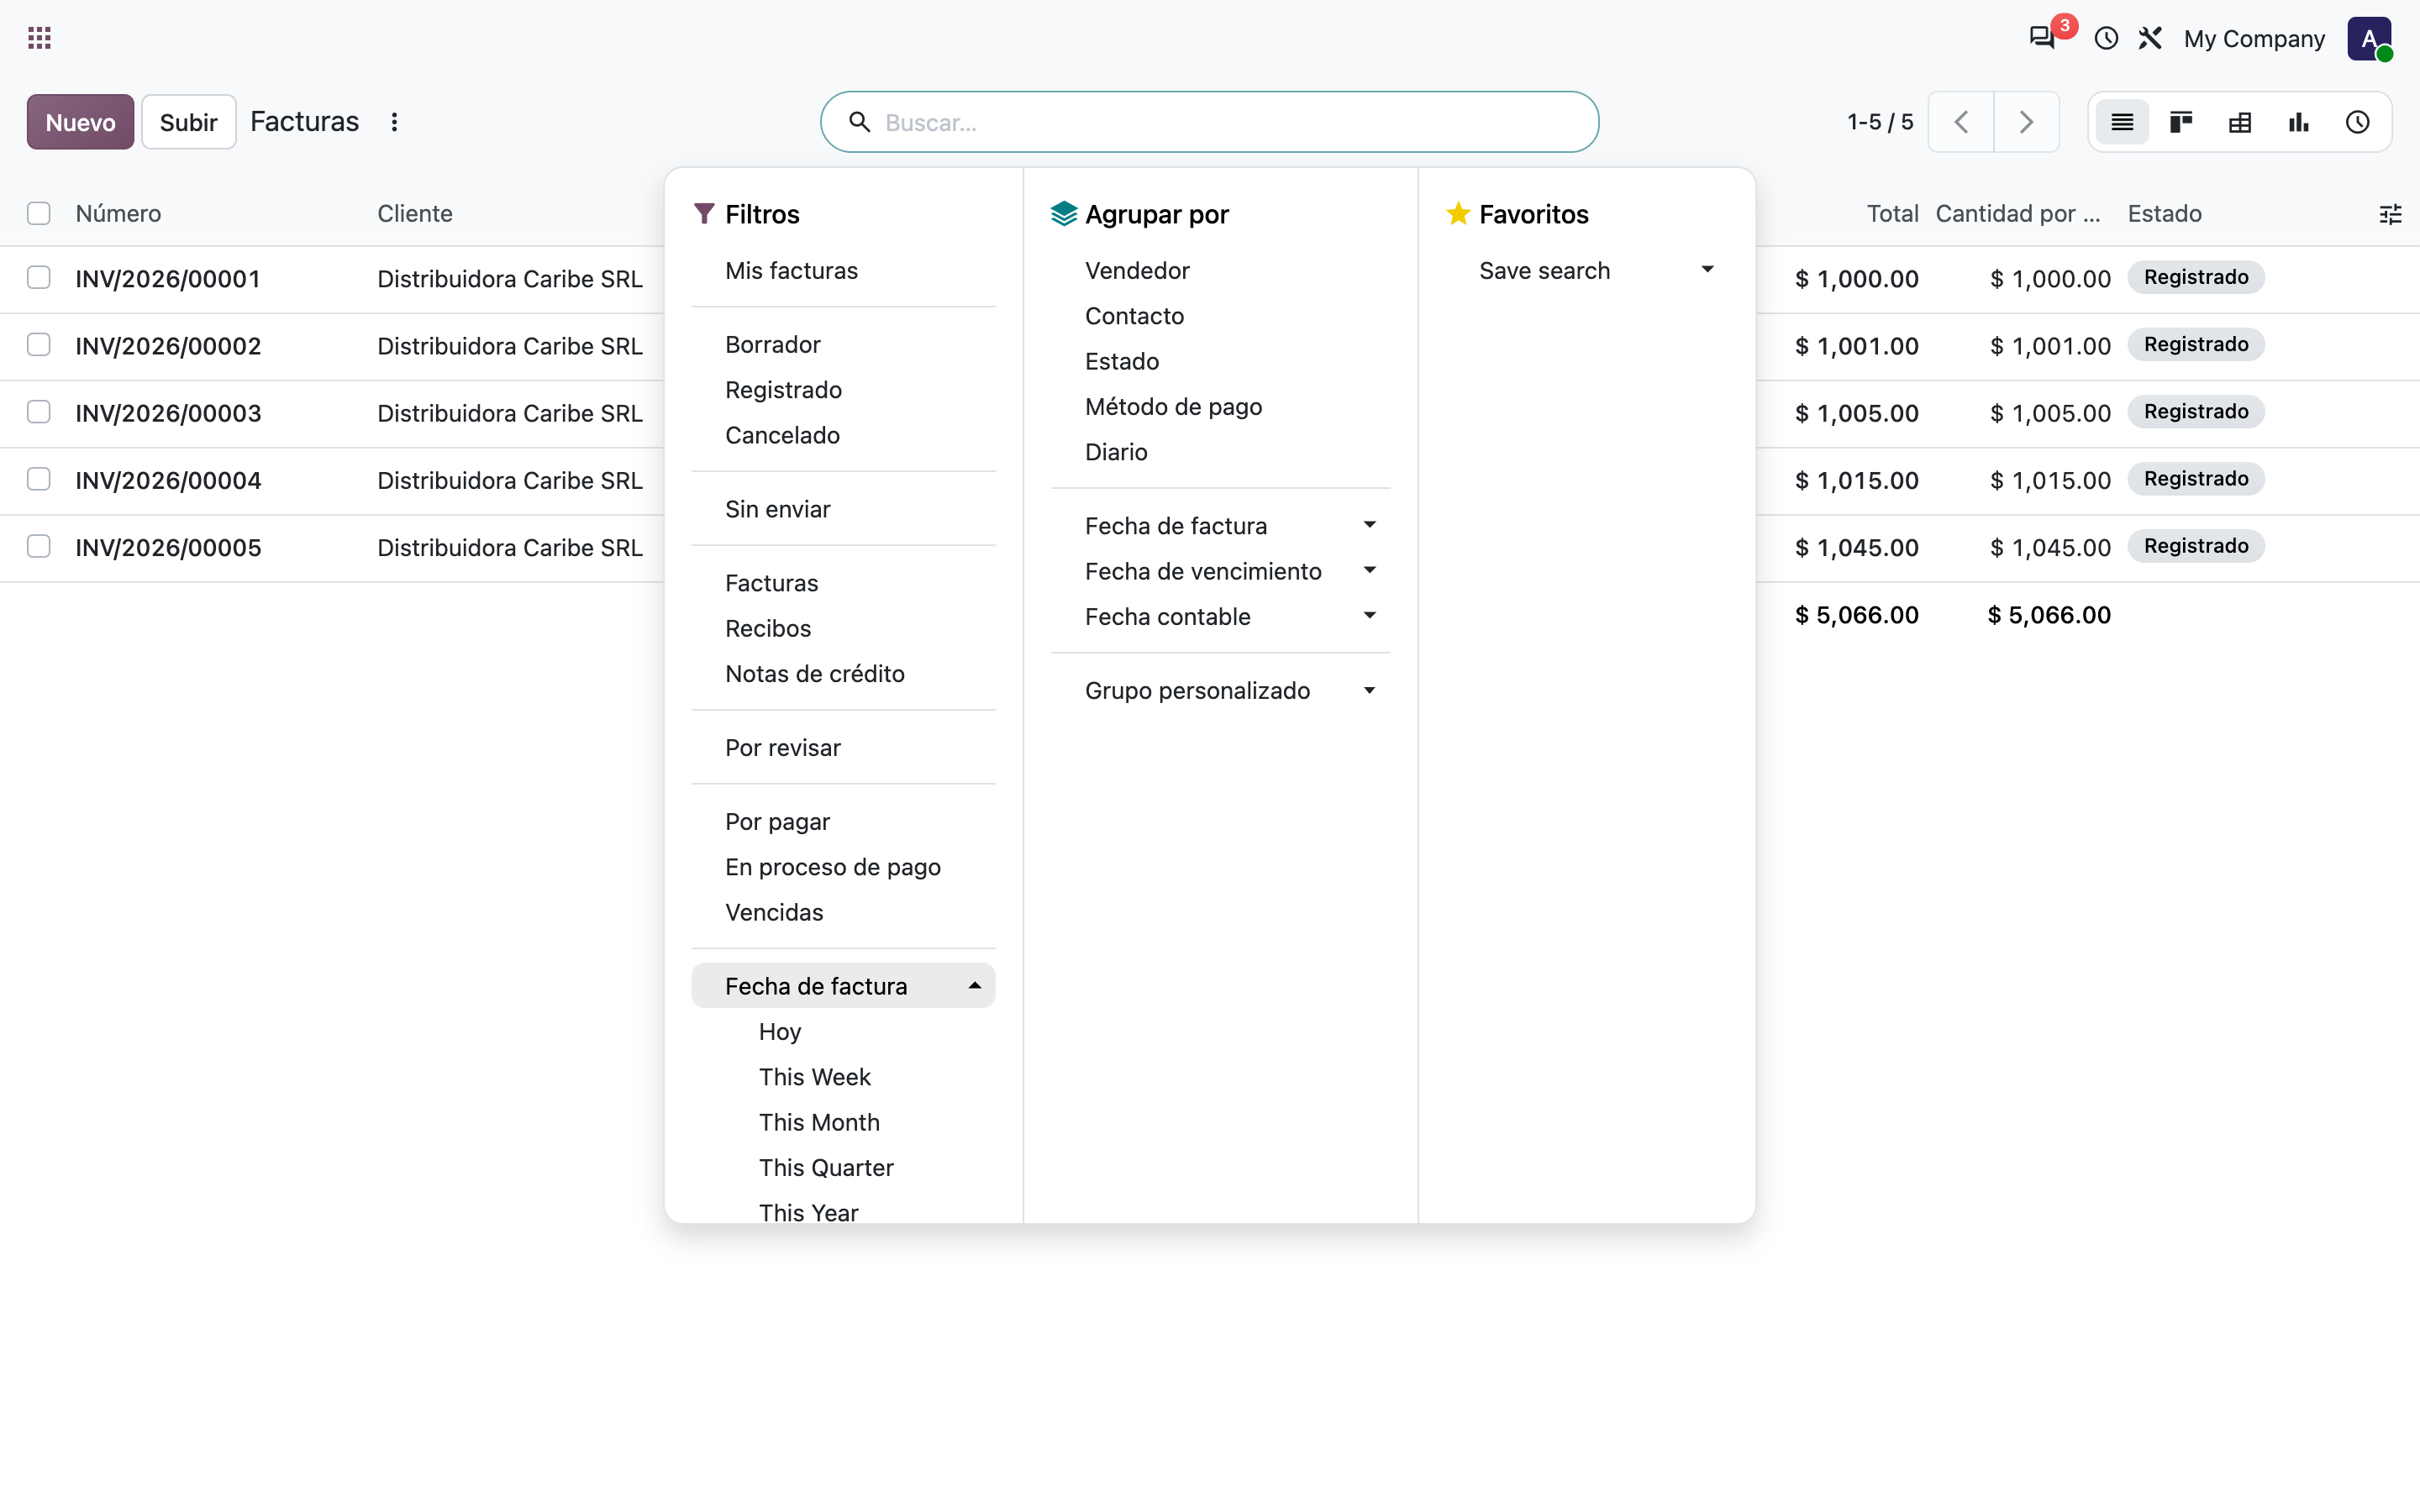 3
My Company
A
Nuevo
Subir
Facturas
Buscar...
1-5 / 5
Número
Cliente
Total
Cantidad por ...
Estado
INV/2026/00001
Distribuidora Caribe SRL
$ 1,000.00
$ 1,000.00
Registrado
INV/2026/00002
Distribuidora Caribe SRL
$ 1,001.00
$ 1,001.00
Registrado
INV/2026/00003
Distribuidora Caribe SRL
$ 1,005.00
$ 1,005.00
Registrado
INV/2026/00004
Distribuidora Caribe SRL
$ 1,015.00
$ 1,015.00
Registrado
INV/2026/00005
Distribuidora Caribe SRL
$ 1,045.00
$ 1,045.00
Registrado
$ 5,066.00
$ 5,066.00
Filtros
Mis facturas
Borrador
Registrado
Cancelado
Sin enviar
Facturas
Recibos
Notas de crédito
Por revisar
Por pagar
En proceso de pago
Vencidas
Fecha de factura
Hoy
This Week
This Month
This Quarter
This Year
Agrupar por
Vendedor
Contacto
Estado
Método de pago
Diario
Fecha de factura
Fecha de vencimiento
Fecha contable
Grupo personalizado
Favoritos
Save search